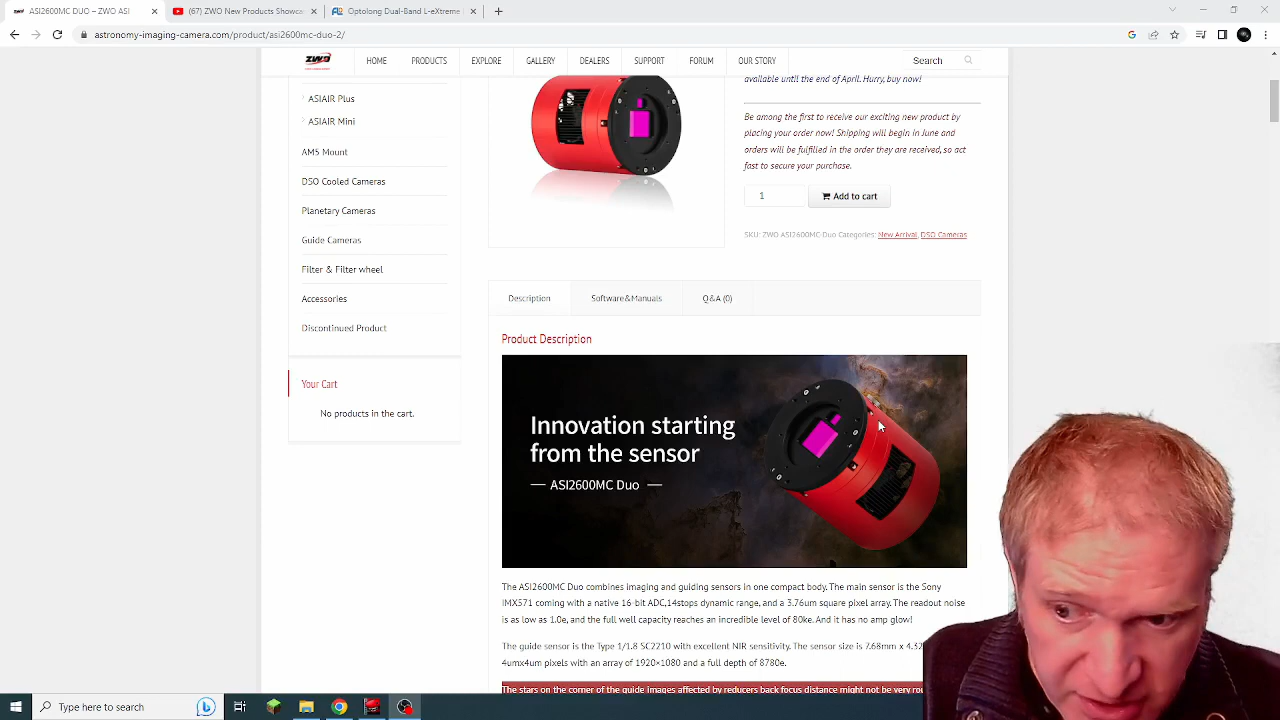 ASI2600MC DUO – ZWO ASI
(67) ZWO New Products Showca
Optolong Dual-Band L-eXtreme
astronomy-imaging-camera.com/product/asi2600mc-duo-2/
ZWO
HOME
PRODUCTS
EXPLORE
GALLERY
DEALERS
SUPPORT
FORUM
OUR STORY
Search
ASIAIR Plus
ASIAIR Mini
AM5 Mount
DSO Cooled Cameras
Planetary Cameras
Guide Cameras
Filter & Filter wheel
Accessories
Discontinued Product
Your Cart
No products in the cart.
available until the end of April. Hurry, buy now!
Be among the first to receive our exciting new product by
placing your order now! Shipping will begin in June and
orders will be fulfilled in the order they are received, so act
fast to secure your purchase.
1
Add to cart
SKU: ZWO-ASI2600MC-Duo Categories: New Arrival, DSO Cameras
Description
Software&Manuals
Q&A (0)
Product Description
Innovation starting
from the sensor
— ASI2600MC Duo —
The ASI2600MC Duo combines imaging and guiding sensors in one compact body. The main sensor is the Sony
IMX571 coming with a native 16-bit ADC,14stops dynamic range, and a 3.76um square pixel array. The readout noise
is as low as 1.0e, and the full well capacity reaches an incredible level of 80ke. And it has no amp glow!
The guide sensor is the Type 1/1.8 SC2210 with excellent NIR sensitivity. The sensor size is 7.68mm x 4.32
4umx4um pixels with an array of 1920×1080 and a full depth of 8780e.
The stars on the corner of the guide images affected by reducers back focus distance might not be very rou
Type here to search